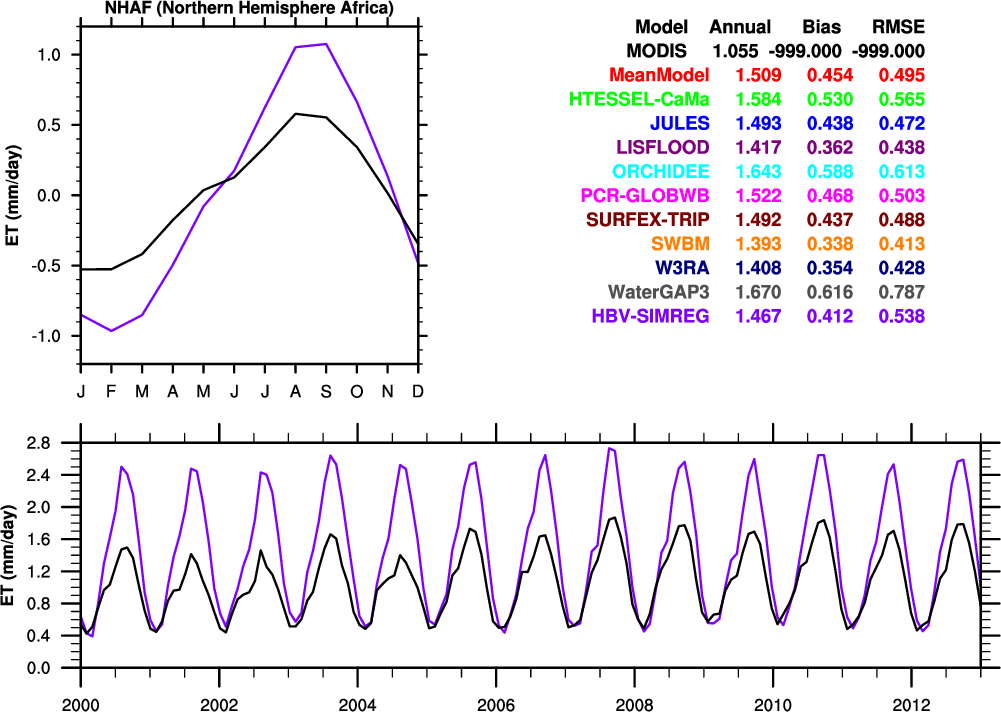 NHAF (Northern Hemisphere Africa)
ET (mm/day)
1.0
0.5
0.0
-0.5
-1.0
J F M A M J J A S O N D
Model Annual Bias RMSE
MODIS 1.055 -999.000 -999.000
MeanModel 1.509 0.454 0.495
HTESSEL-CaMa 1.584 0.530 0.565
JULES 1.493 0.438 0.472
LISFLOOD 1.417 0.362 0.438
ORCHIDEE 1.643 0.588 0.613
PCR-GLOBWB 1.522 0.468 0.503
SURFEX-TRIP 1.492 0.437 0.488
SWBM 1.393 0.338 0.413
W3RA 1.408 0.354 0.428
WaterGAP3 1.670 0.616 0.787
HBV-SIMREG 1.467 0.412 0.538
ET (mm/day)
2.8
2.4
2.0
1.6
1.2
0.8
0.4
0.0
2000 2002 2004 2006 2008 2010 2012